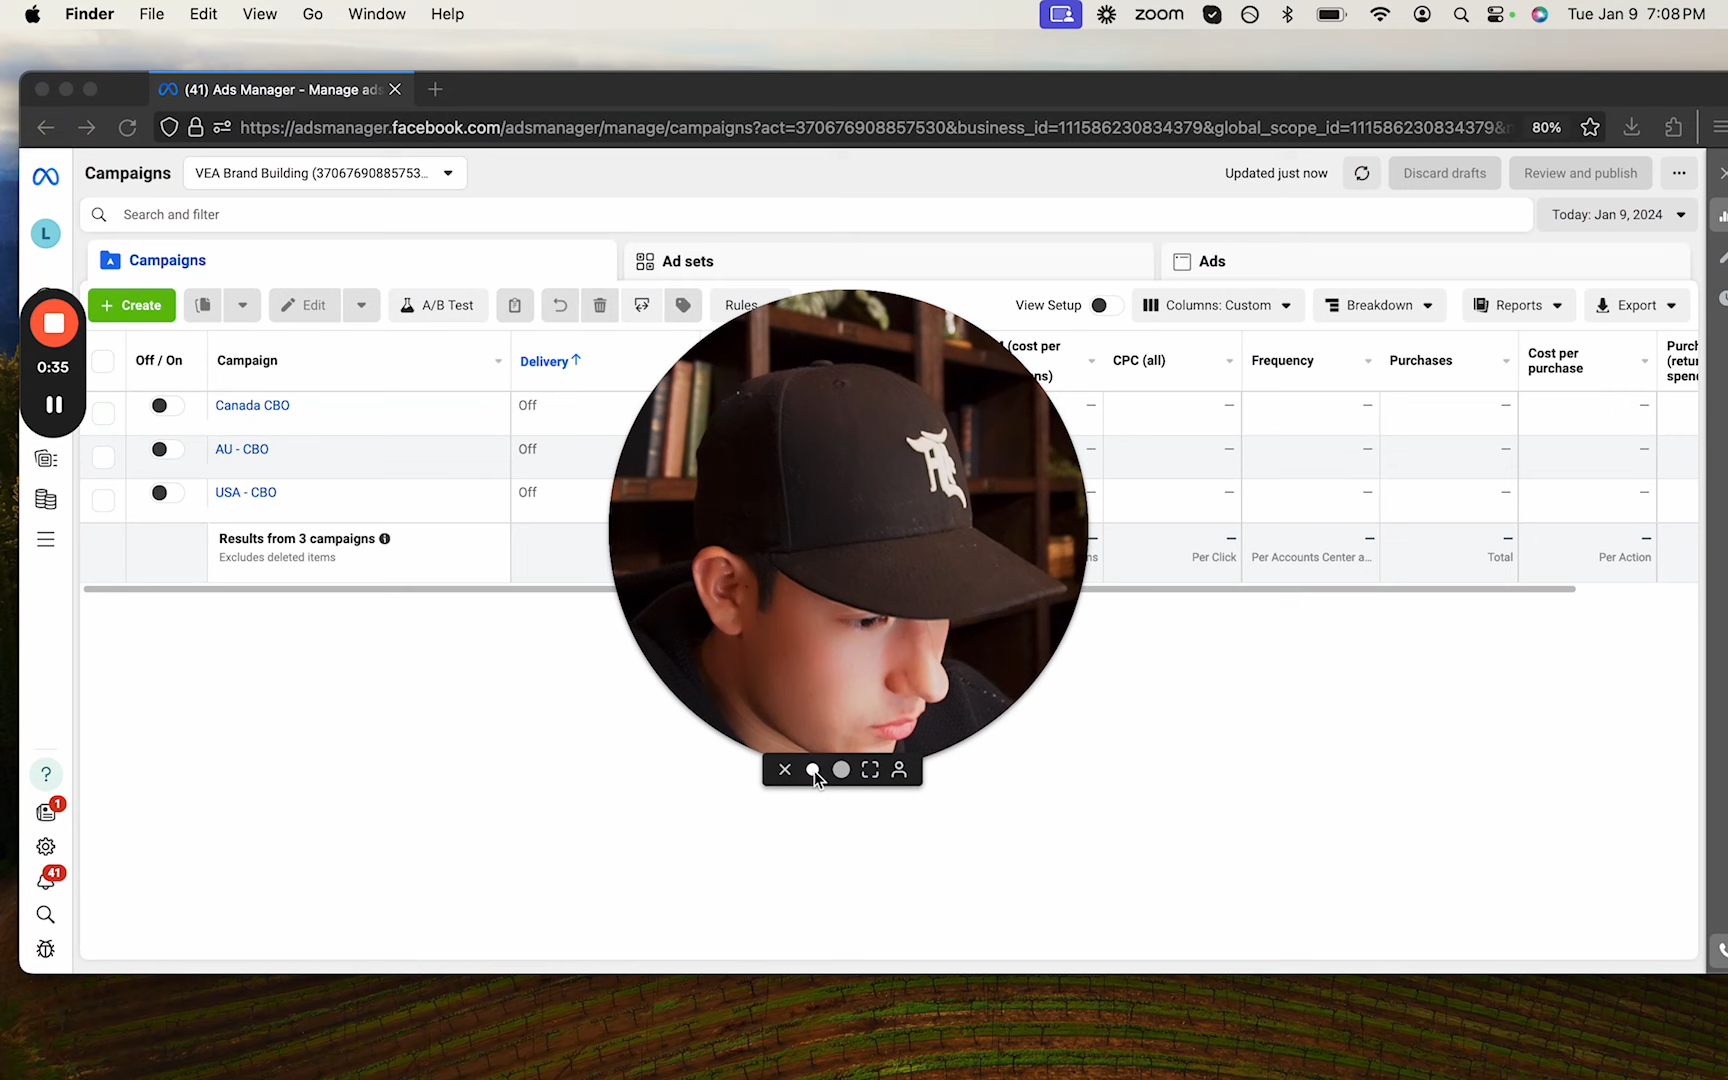 Finder File Edit View Go Window Help
zoom Tue Jan 9 7:08 PM
(41) Ads Manager - Manage ads
https://adsmanager.facebook.com/adsmanager/manage/campaigns?act=370676908857530&business_id=111586230834379&global_scope_id=111586230834379& 80%
Campaigns VEA Brand Building (37067690885753... Updated just now Discard drafts Review and publish
L Search and filter Today: Jan 9, 2024
Campaigns Ad sets Ads
+ Create Edit A/B Test Rules View Setup Columns: Custom Breakdown Reports Export
0:35
Off / On Campaign Delivery ↑ (cost per CPC (all) Frequency Purchases Cost per purchase
Canada CBO Off — — — — —
AU - CBO Off — — — — —
USA - CBO Off — — — — —
Results from 3 campaigns — — — — —
Excludes deleted items Per Click Per Accounts Center a... Total Per Action
?
1
41